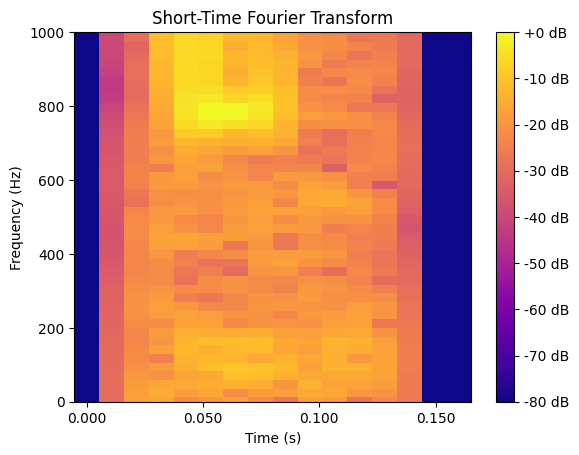 Short-Time Fourier Transform
Frequency (Hz)
1000
800
600
400
200
0
0.000
0.050
0.100
0.150
Time (s)
+0 dB
-10 dB
-20 dB
-30 dB
-40 dB
-50 dB
-60 dB
-70 dB
-80 dB